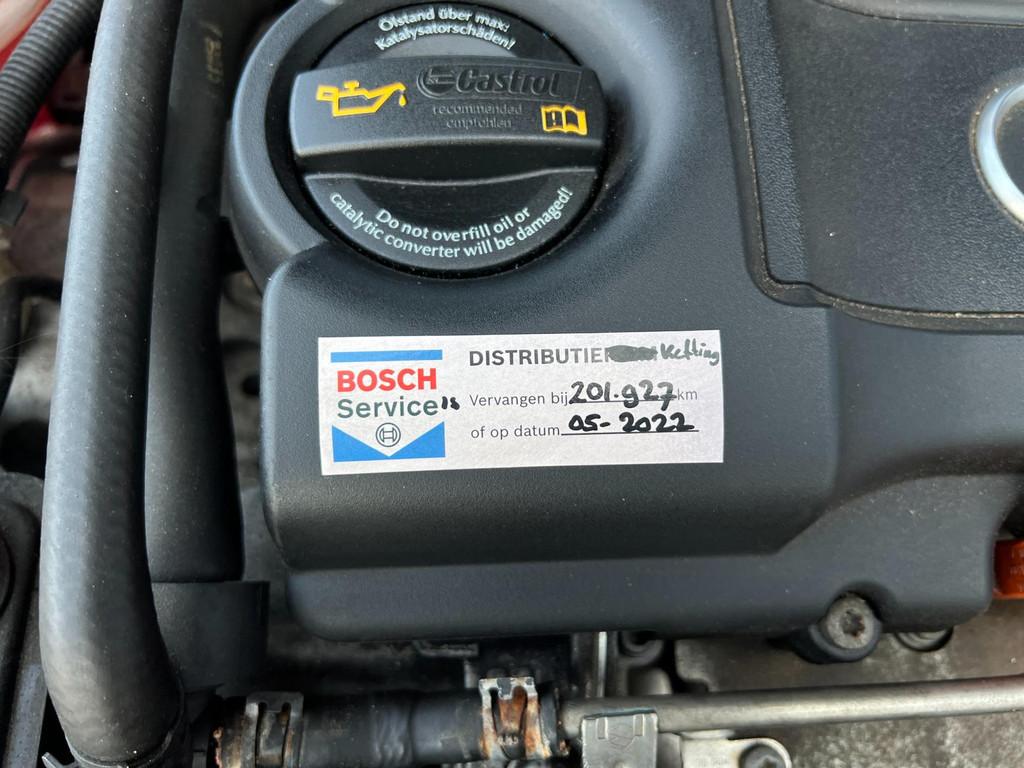 Ölstand über max:
Katalysatorschäden!
Castrol
recommended
empfohlen
Do not overfill oil or
catalytic converter will be damaged!
BOSCH
Service is
DISTRIBUTIE Ketting
Vervangen bij 201.927 km
of op datum 05-2022